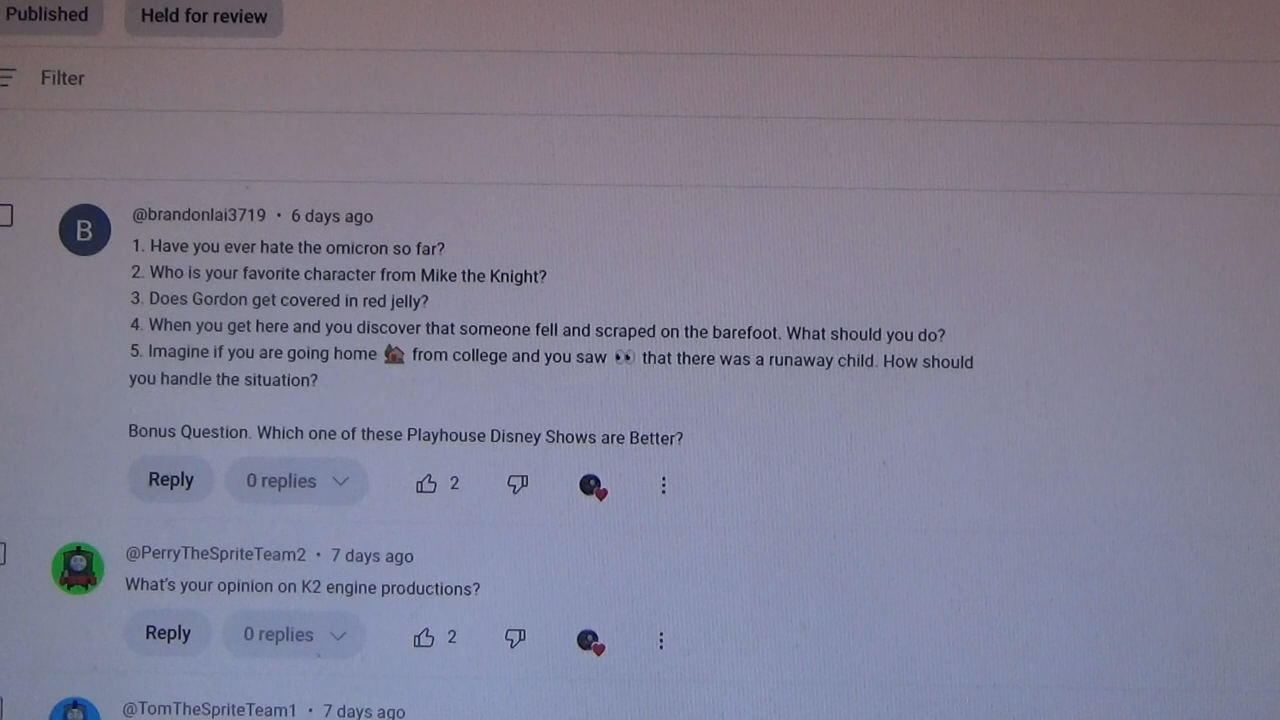 Published Held for review
Filter
B
@brandonlai3719 • 6 days ago
1. Have you ever hate the omicron so far?
2. Who is your favorite character from Mike the Knight?
3. Does Gordon get covered in red jelly?
4. When you get here and you discover that someone fell and scraped on the barefoot. What should you do?
5. Imagine if you are going home 🏠 from college and you saw 👀 that there was a runaway child. How should
you handle the situation?
Bonus Question. Which one of these Playhouse Disney Shows are Better?
Reply 0 replies 2
@PerryTheSpriteTeam2 • 7 days ago
What's your opinion on K2 engine productions?
Reply 0 replies 2
@TomTheSpriteTeam1 • 7 days ago